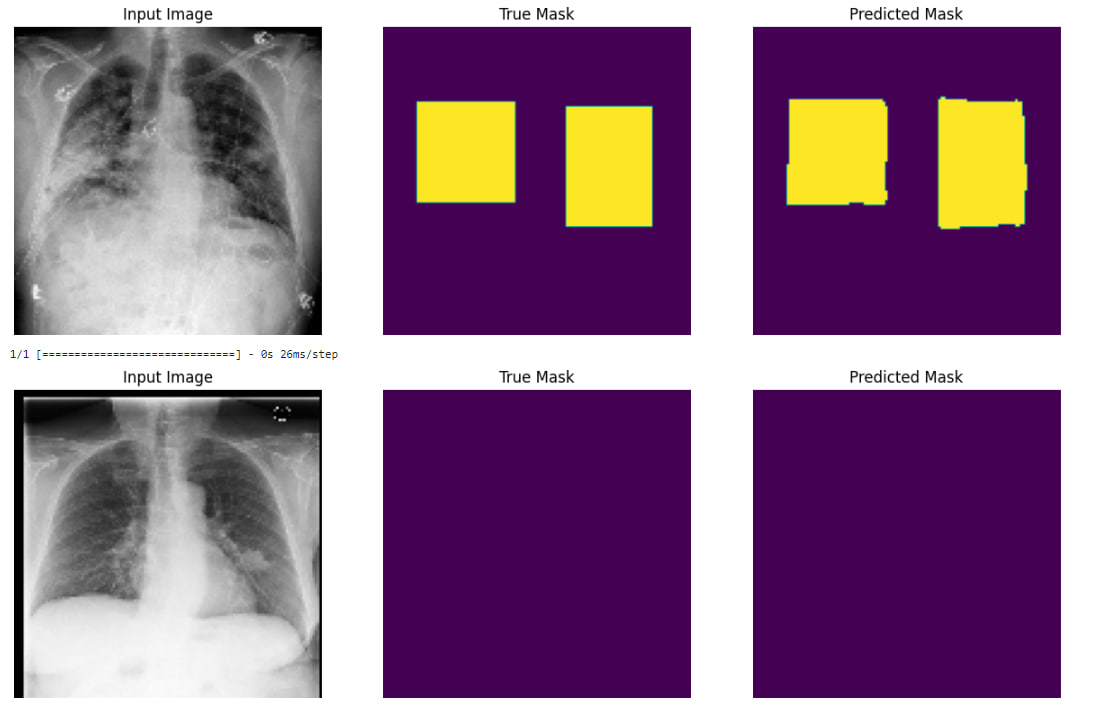 Input Image True Mask Predicted Mask
1/1 [==============================] - 0s 26ms/step
Input Image True Mask Predicted Mask